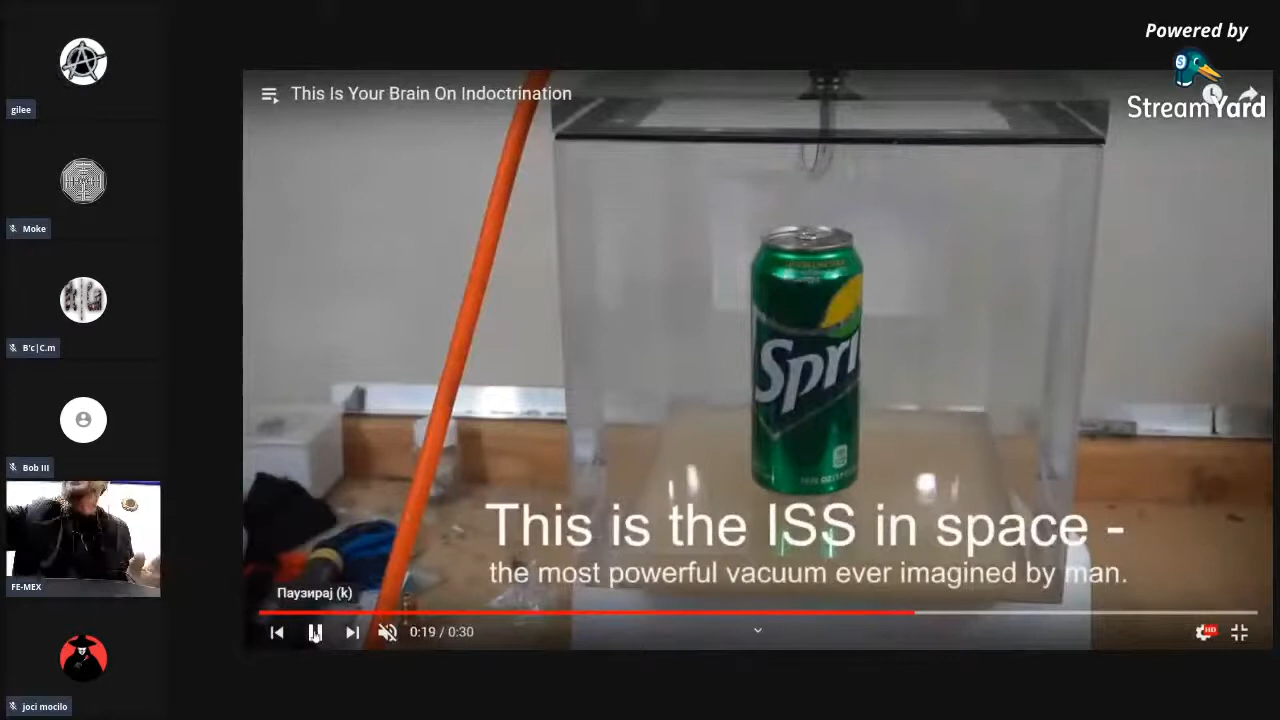 Powered by
StreamYard
gilee
Moke
B'c|C.m
Bob III
FE-MEX
joci mocilo
This Is Your Brain On Indoctrination
Spri
This is the ISS in space -
the most powerful vacuum ever imagined by man.
Паузирај (k)
0:19 / 0:30
HD